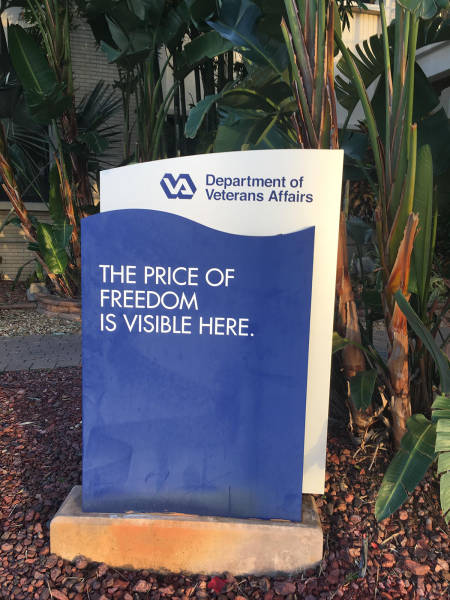 VA
Department of
Veterans Affairs
THE PRICE OF
FREEDOM
IS VISIBLE HERE.